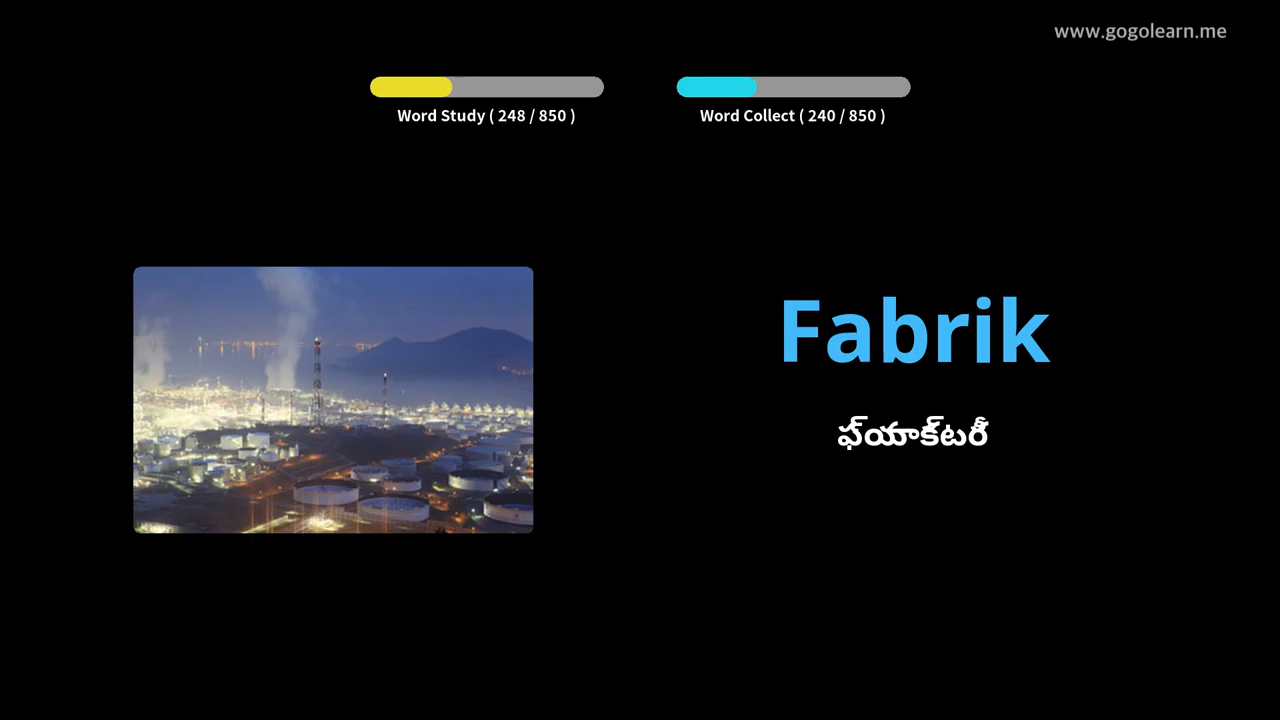 www.gogolearn.me
Word Study ( 248 / 850 )
Word Collect ( 240 / 850 )
Fabrik
ఫ్‌యాక్‌టరీ